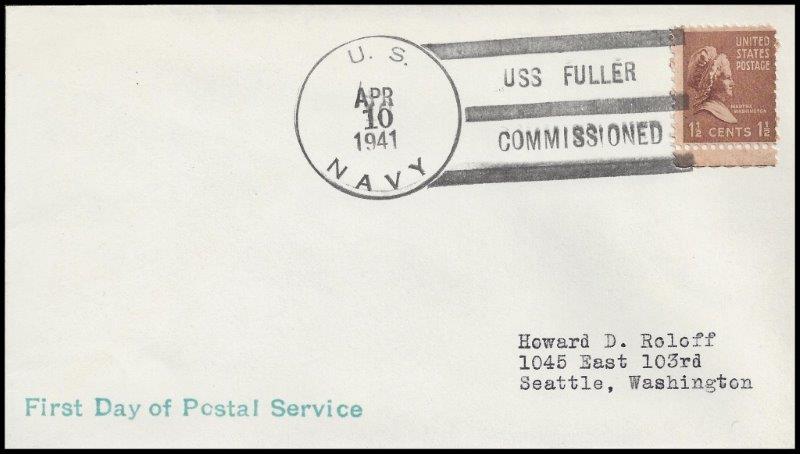 U. S.
APR
10
1941
NAVY
USS FULLER
COMMISSIONED
UNITED
STATES
POSTAGE
MARTHA
WASHINGTON
1½ CENTS 1½
Howard D. Roloff
1045 East 103rd
Seattle, Washington
First Day of Postal Service